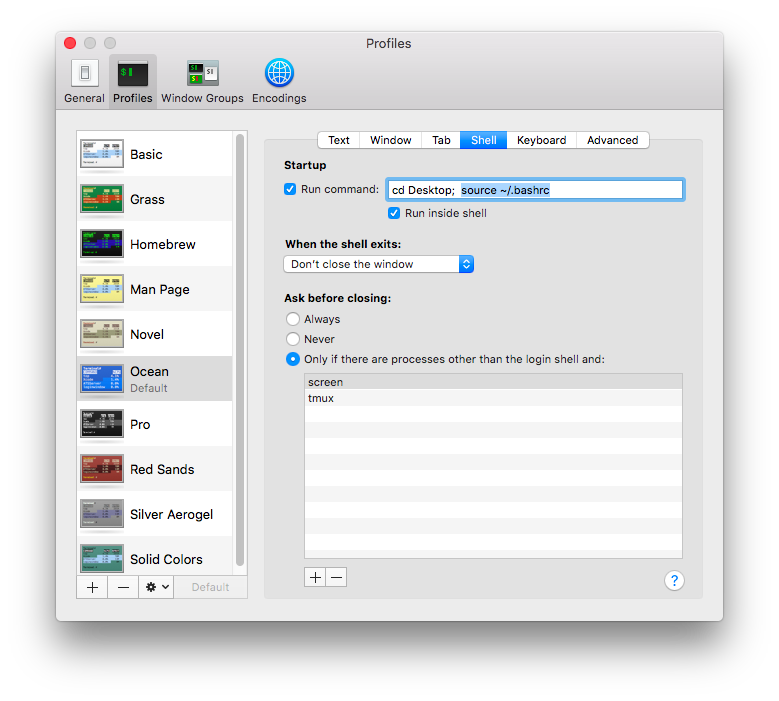 Profiles
General Profiles Window Groups Encodings
Text Window Tab Shell Keyboard Advanced
Basic
Grass
Homebrew
Man Page
Novel
Ocean
Default
Pro
Red Sands
Silver Aerogel
Solid Colors
Default
Startup
Run command: cd Desktop; source ~/.bashrc
Run inside shell
When the shell exits:
Don't close the window
Ask before closing:
Always
Never
Only if there are processes other than the login shell and:
screen
tmux
?